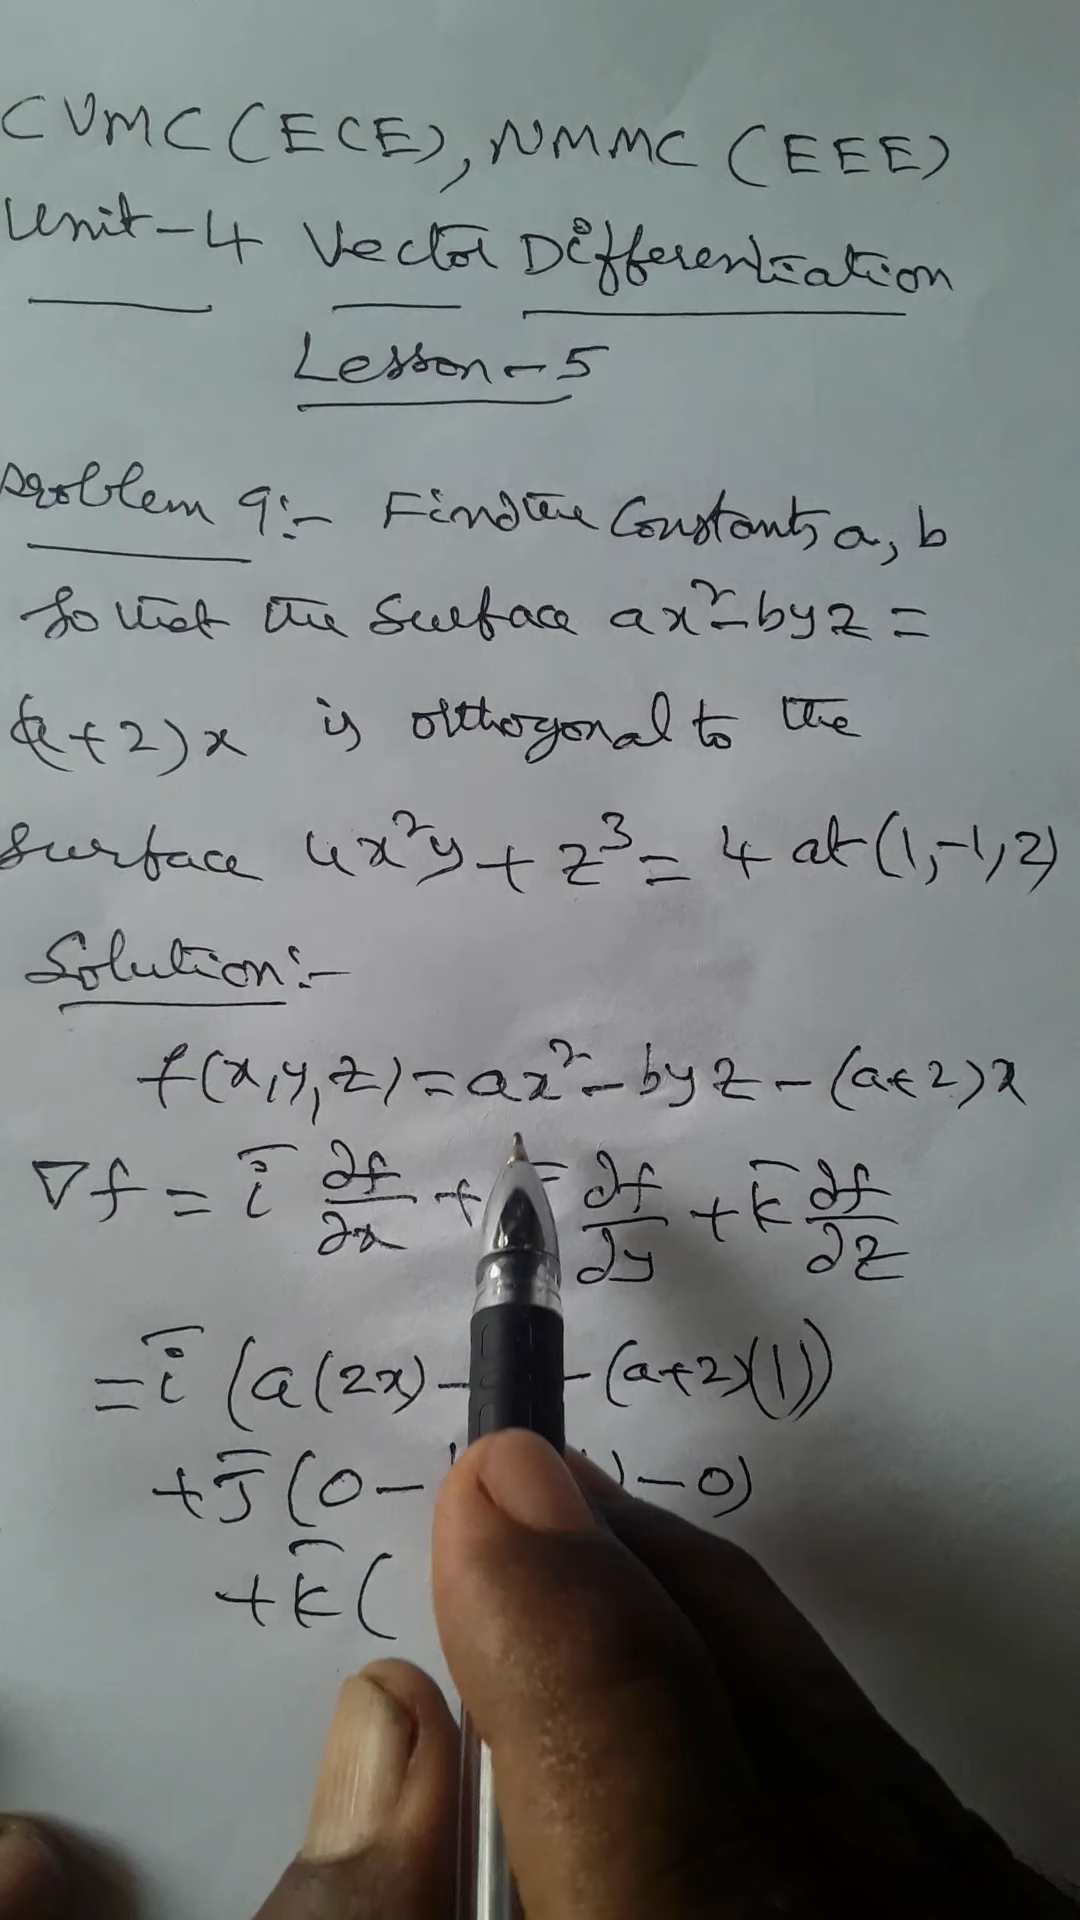 CVMC (ECE), NMMC (EEE)
Unit-4 Vector Differentiation
Lesson-5
Problem 9:- Find the Constants a, b
So that the Surface ax²-byz=
(a+2)x is orthogonal to the
Surface 4x²y+z³=4 at (1,-1,2)
Solution:-
f(x,y,z)=ax²-byz-(a+2)x
∇f = i̅ ∂f/∂x + ∂f/∂y + k̅ ∂f/∂z
=i̅ (a(2x)- -(a+2)(1))
+j̅ (0- )-0)
+k̅ (